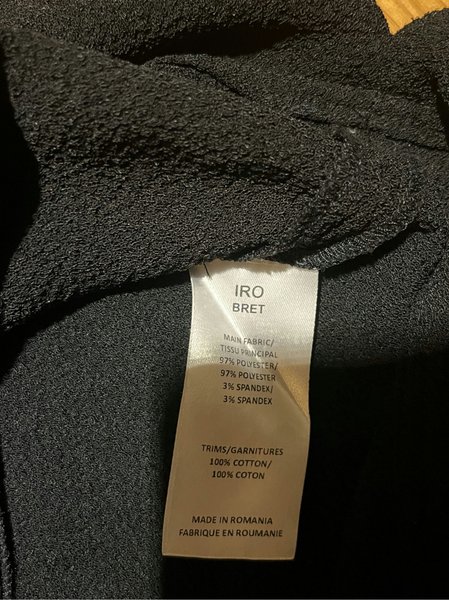 IRO
BRET
MAIN FABRIC/
TISSU PRINCIPAL
97% POLYESTER/
97% POLYESTER
3% SPANDEX/
3% SPANDEX
TRIMS/GARNITURES
100% COTTON/
100% COTON
MADE IN ROMANIA
FABRIQUE EN ROUMANIE